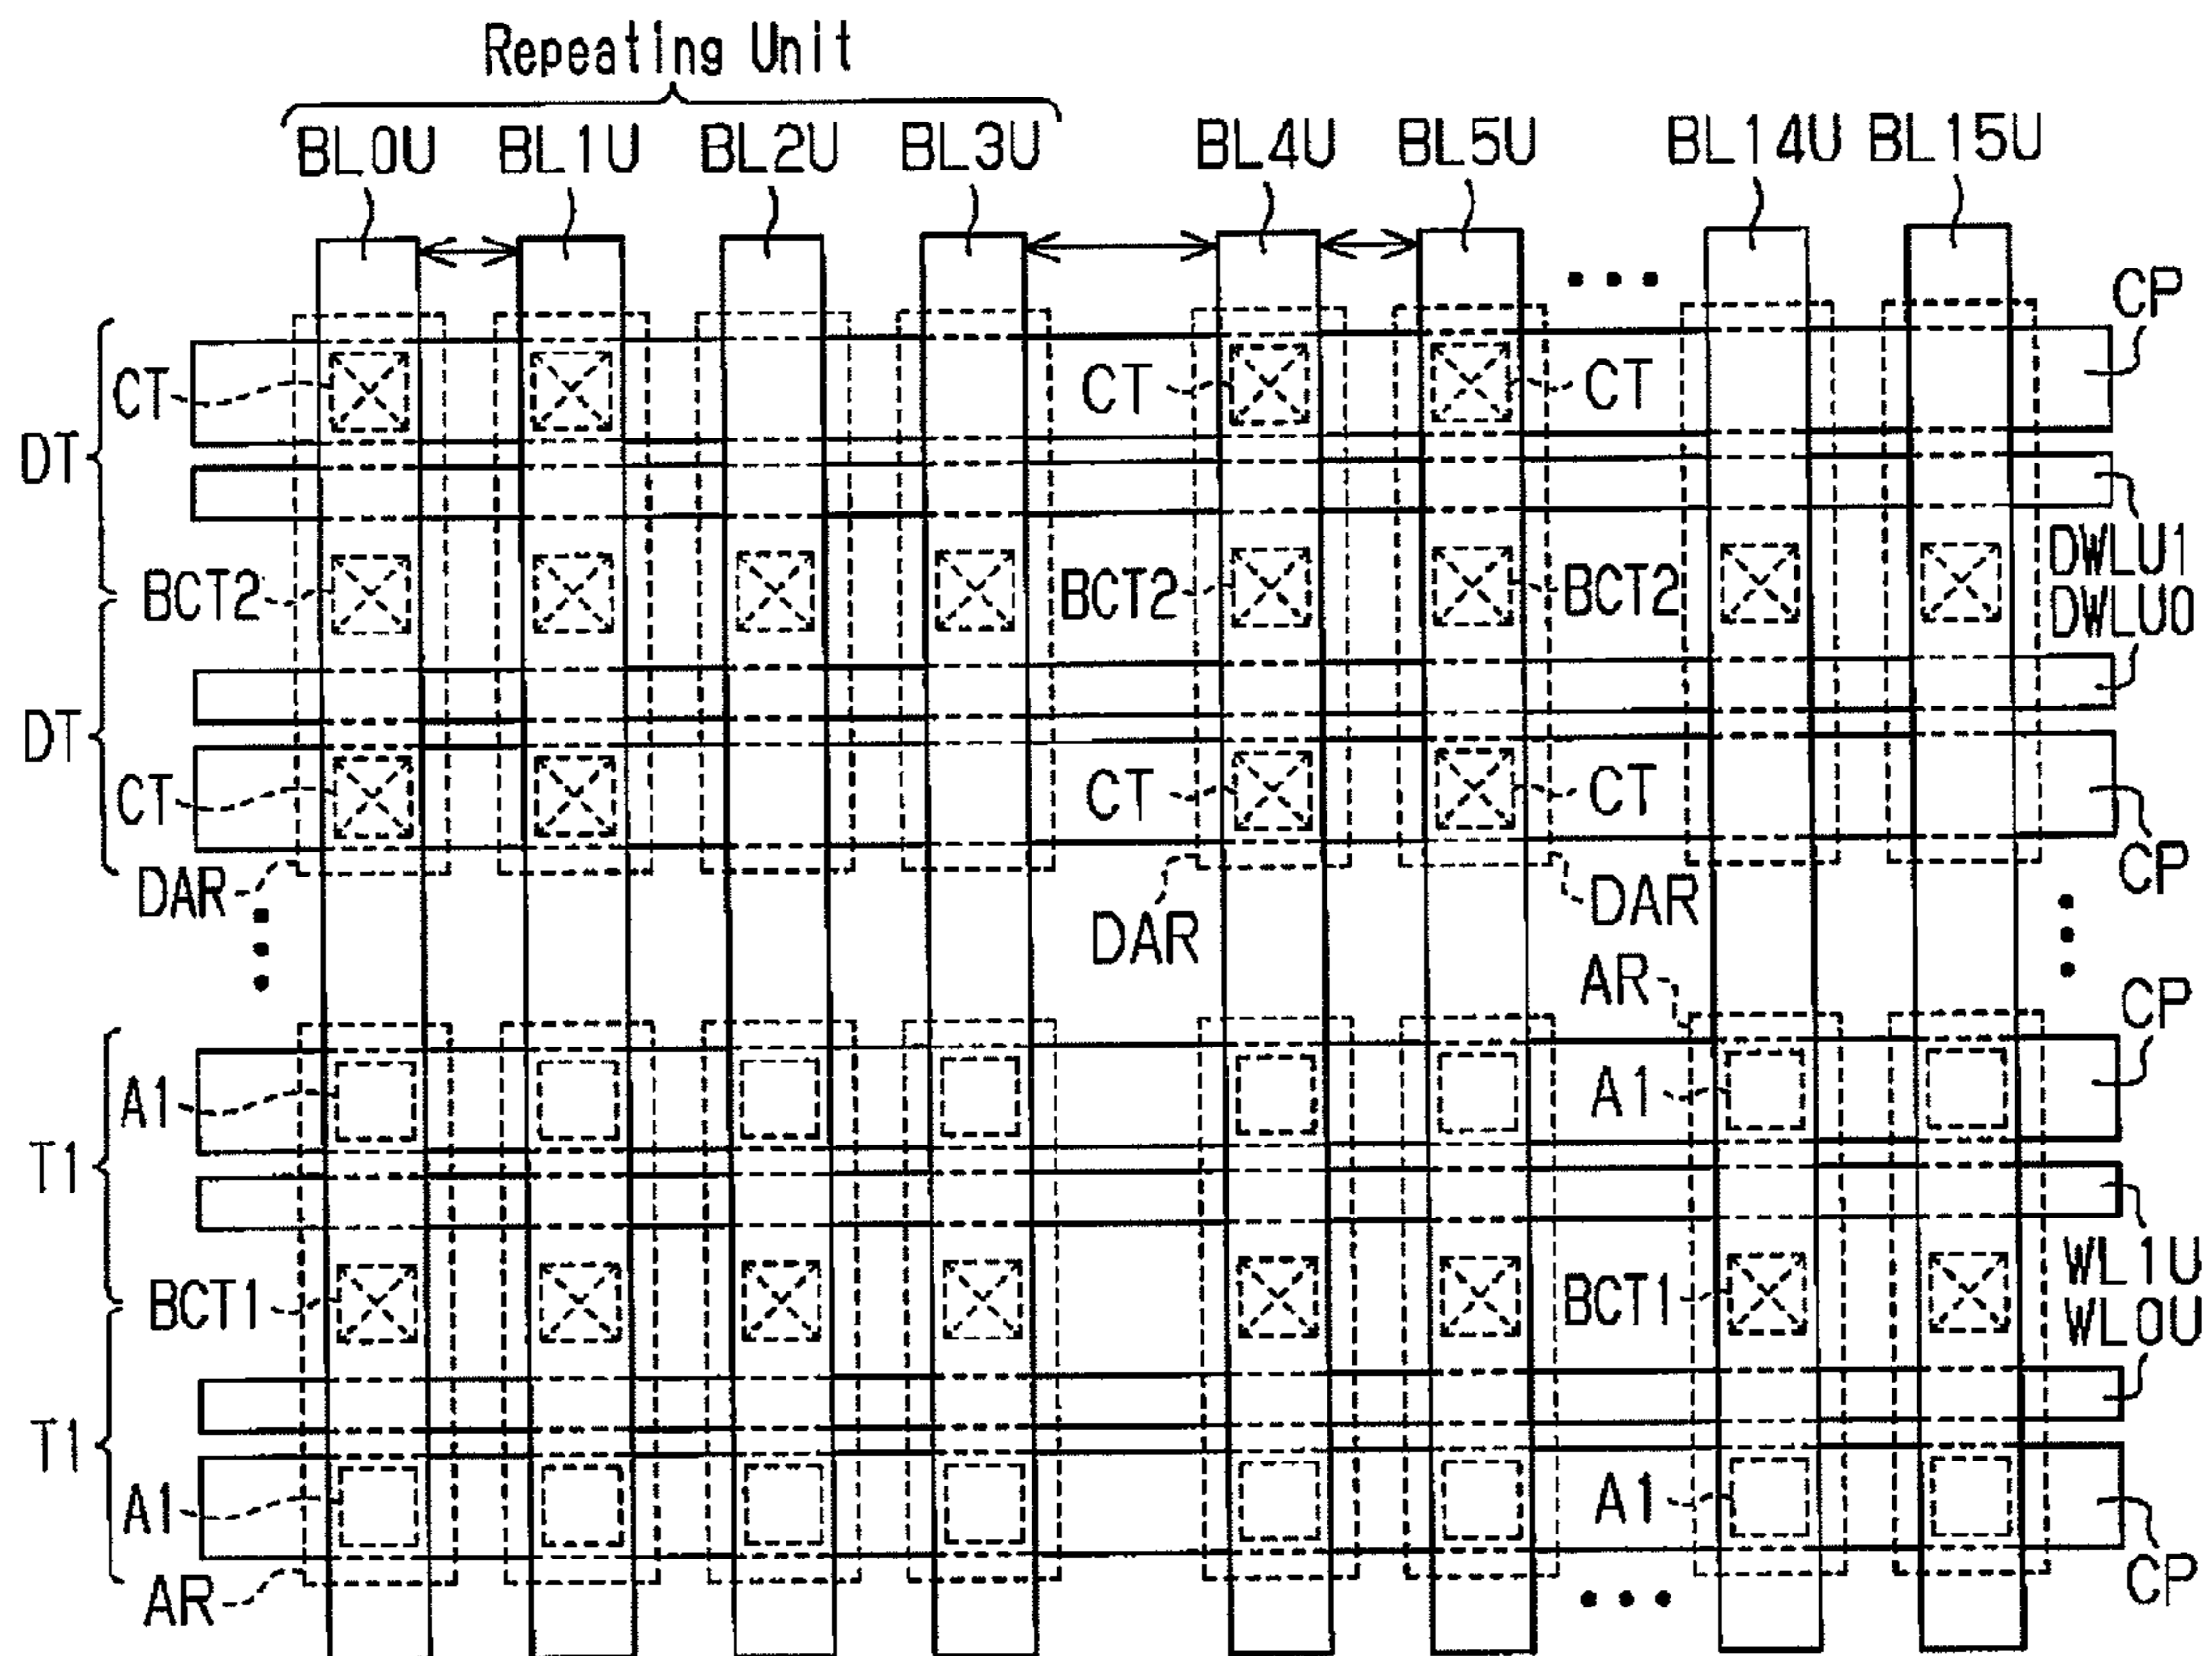 Repeating Unit
BL0U BL1U BL2U BL3U BL4U BL5U BL14U BL15U
CP
CT CT CT
DT
DWLU1
BCT2 BCT2 BCT2
DWLU0
DT
CT CT CT
CP
DAR DAR DAR
AR
CP
A1 A1
T1
WL1U
BCT1 BCT1
WL0U
T1
A1 A1
CP
AR